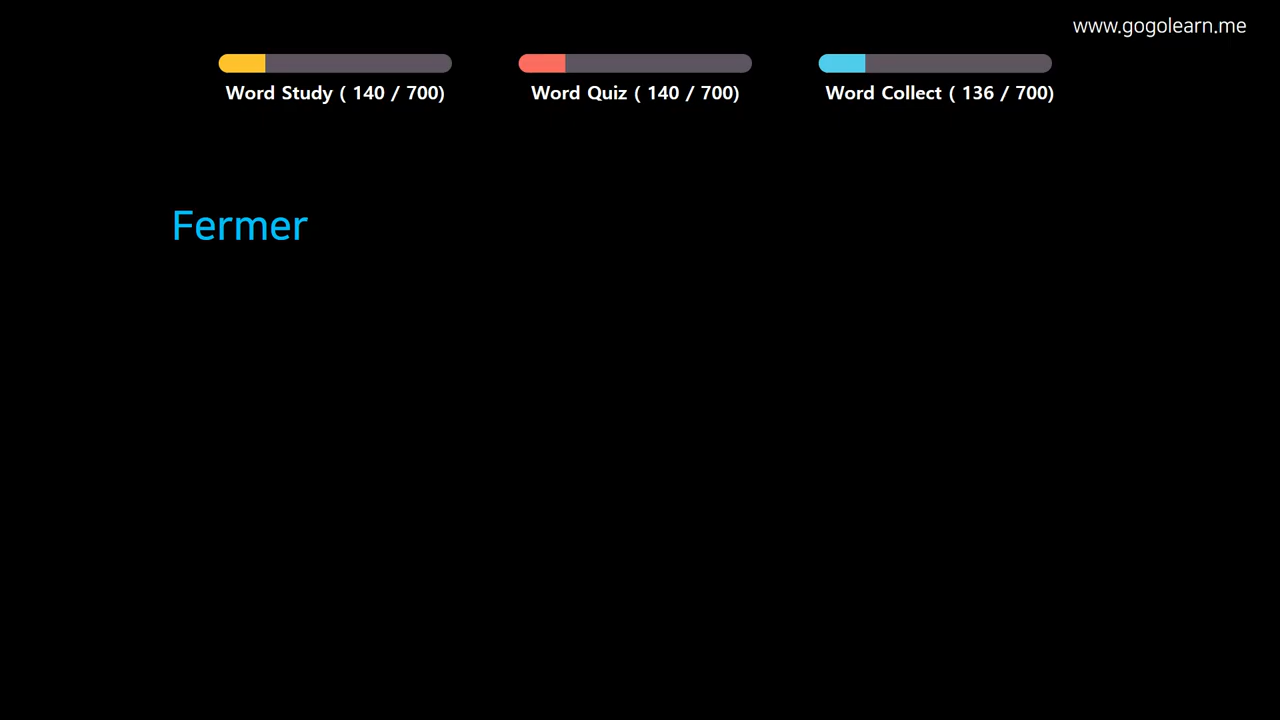 www.gogolearn.me
Word Study ( 140 / 700)
Word Quiz ( 140 / 700)
Word Collect ( 136 / 700)
Fermer